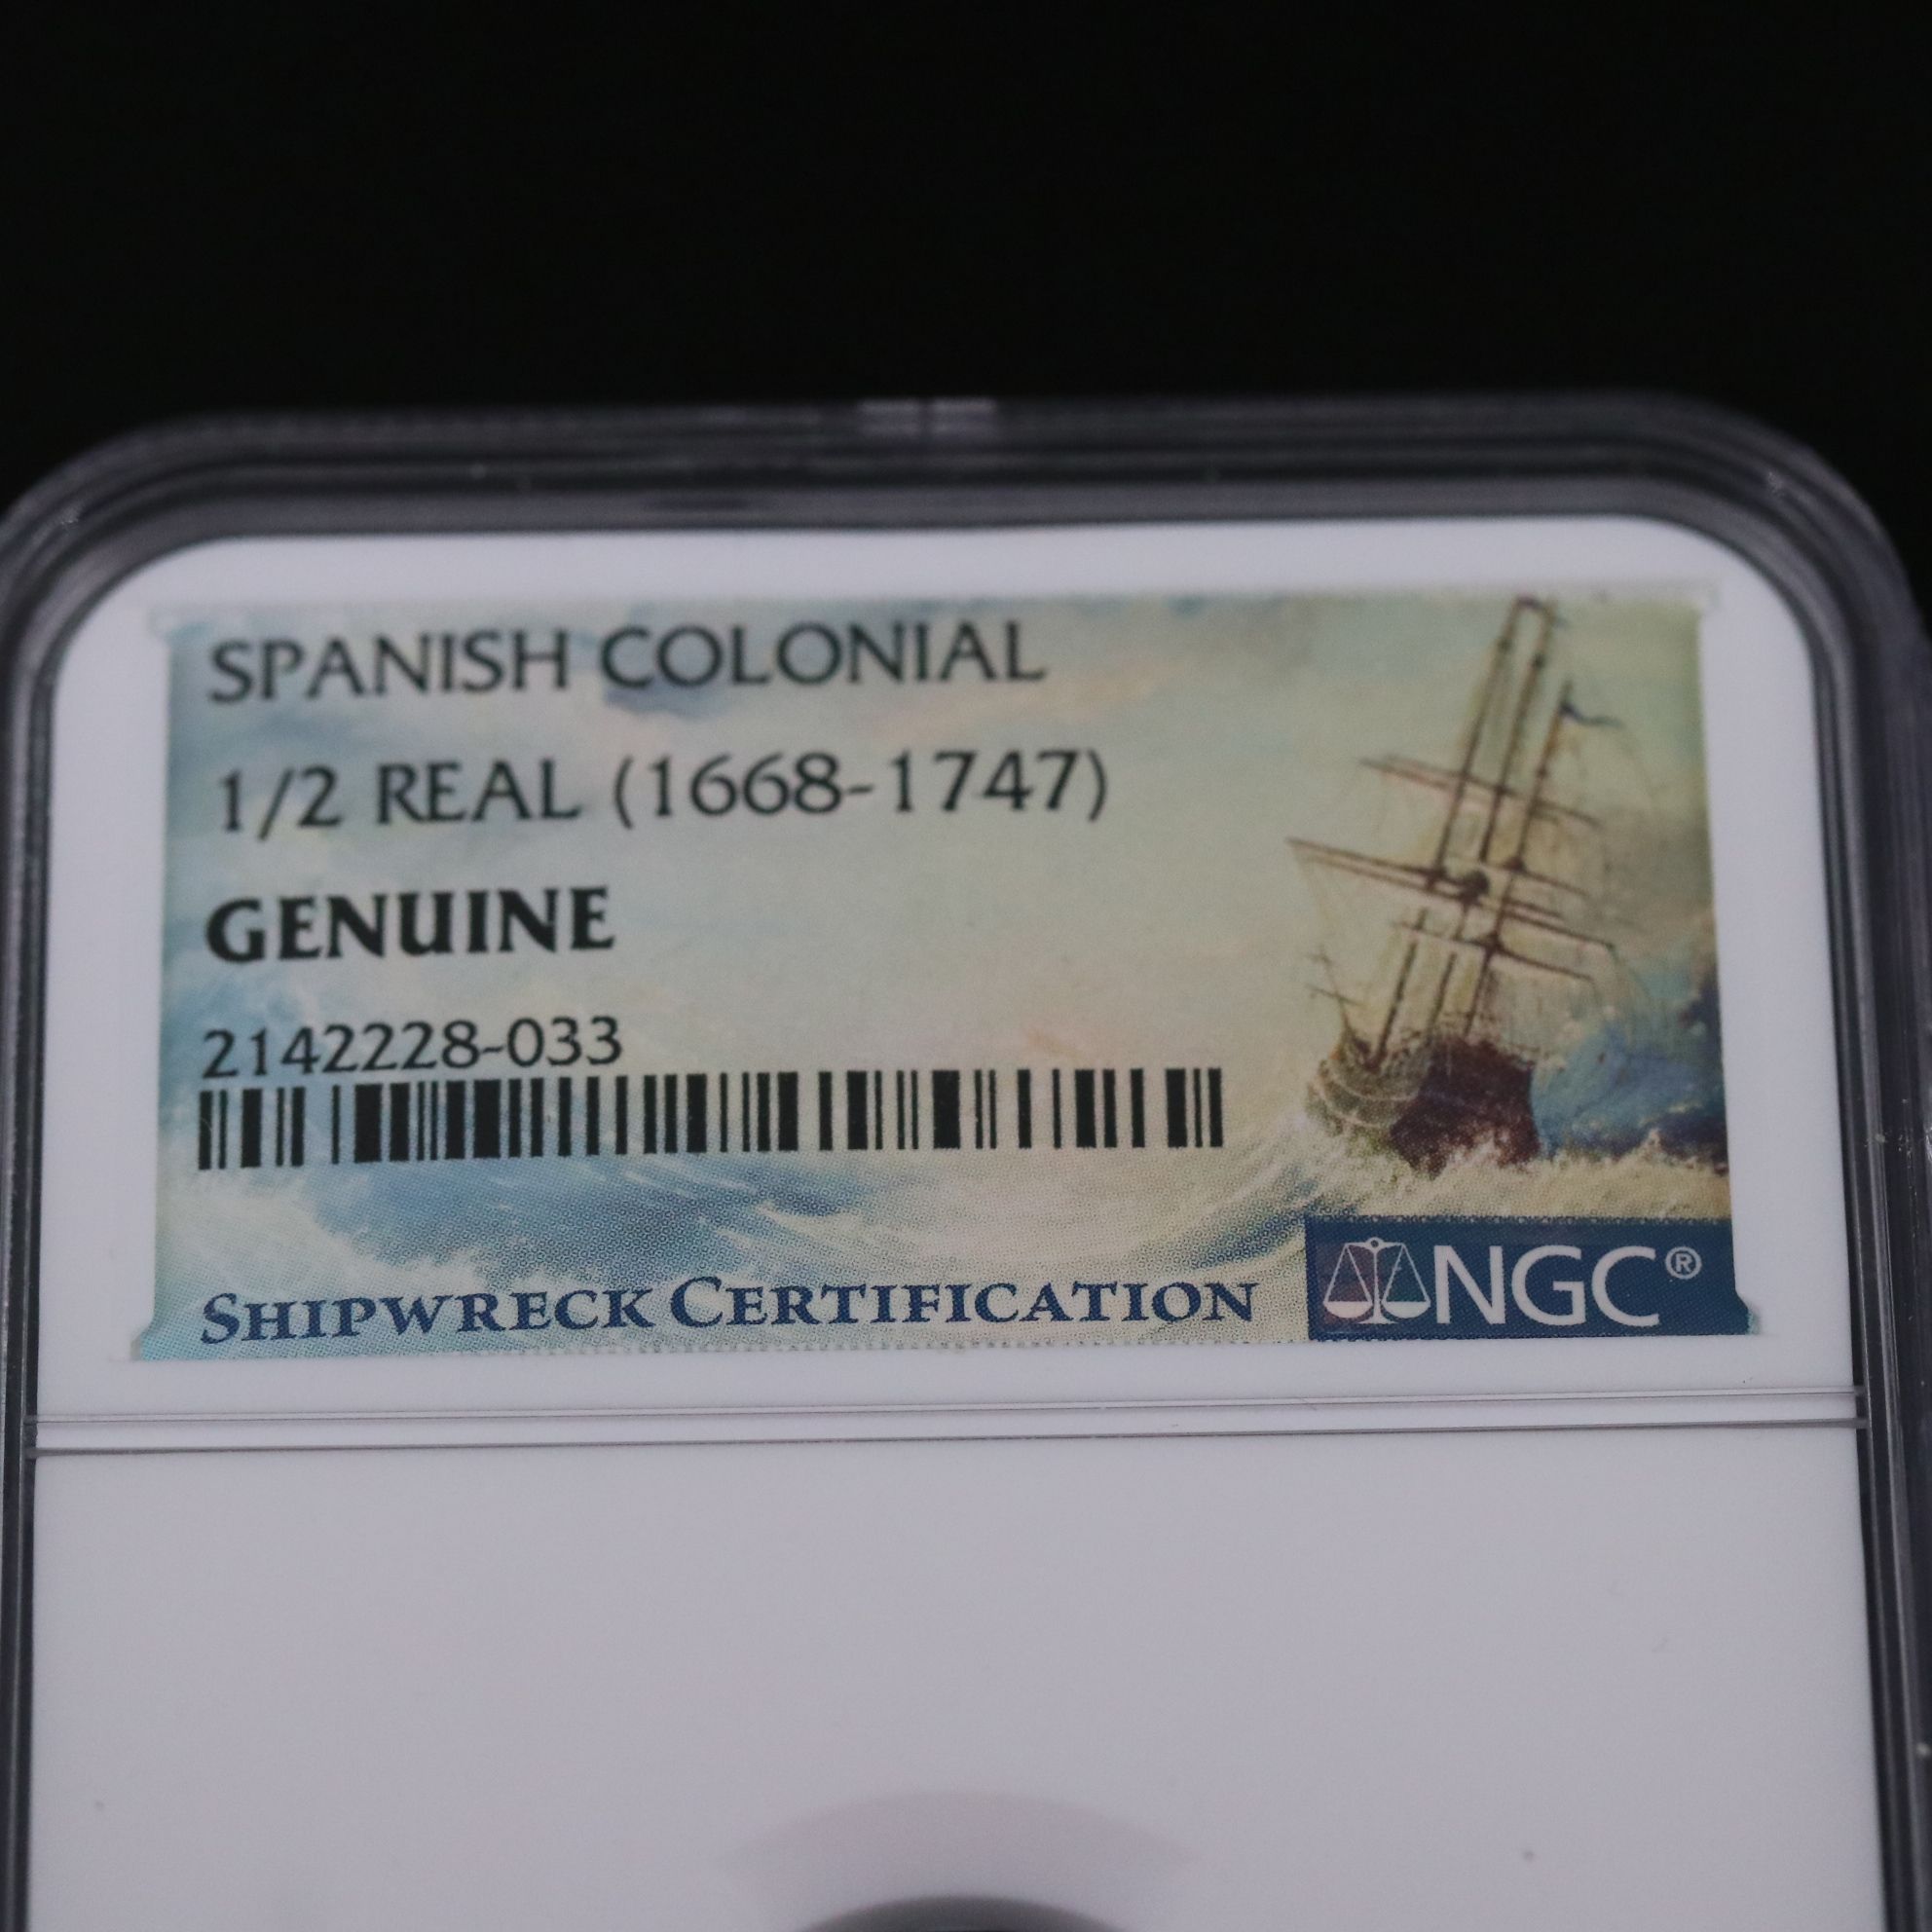 SPANISH COLONIAL
1/2 REAL (1668-1747)
GENUINE
2142228-033
SHIPWRECK CERTIFICATION
NGC®